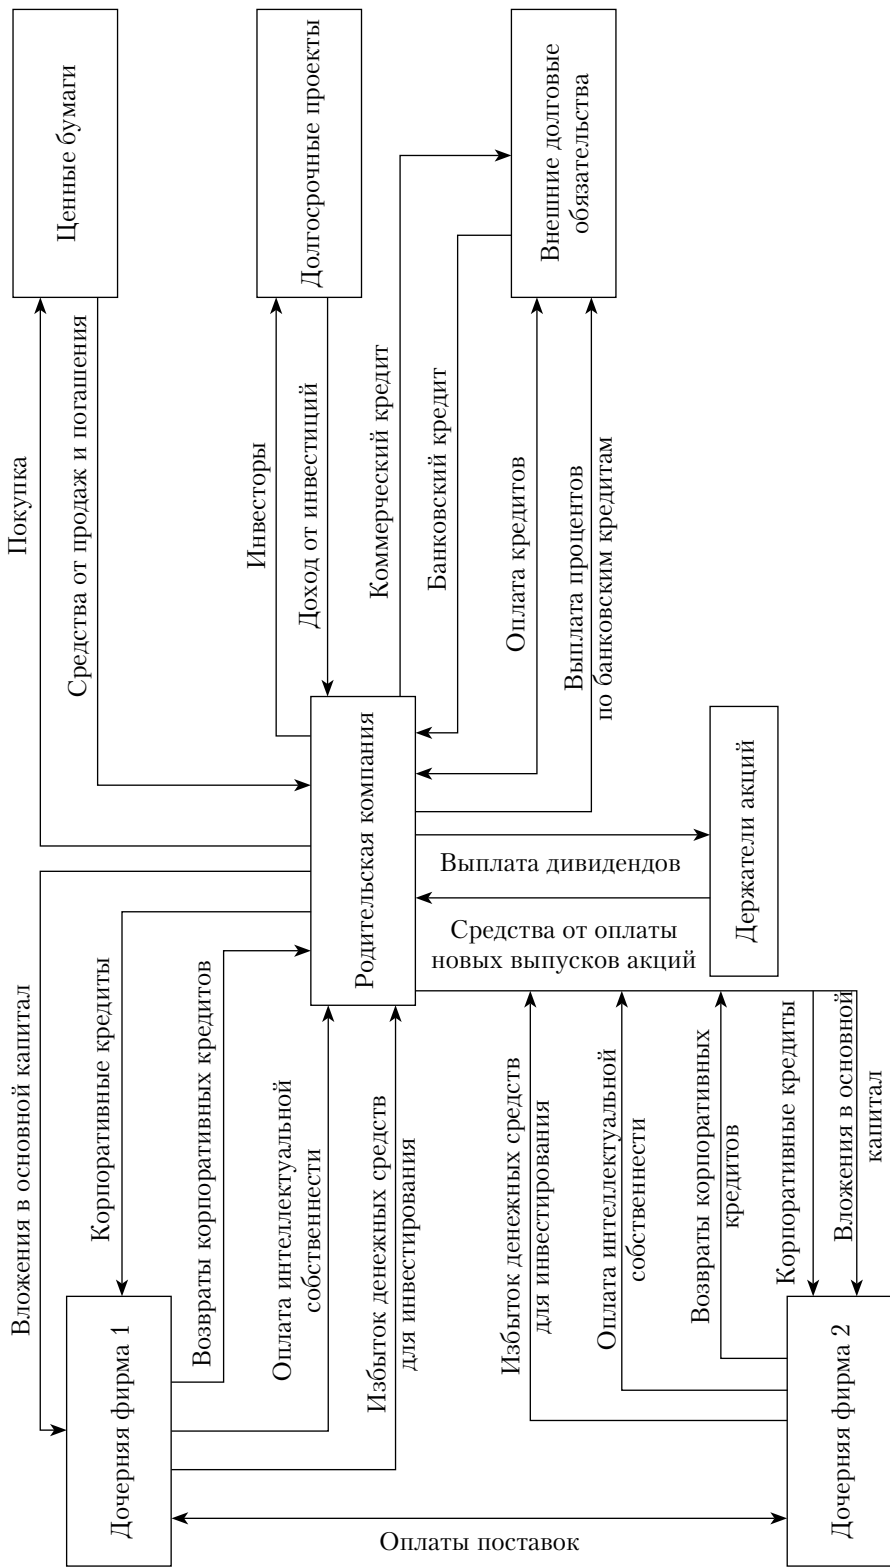 Ценные бумаги
Покупка
Средства от продаж и погашения
Долгосрочные проекты
Инвесторы
Доход от инвестиций
Внешние долговые
обязательства
Коммерческий кредит
Банковский кредит
Оплата кредитов
Выплата процентов
по банковским кредитам
Родительская компания
Выплата дивидендов
Средства от оплаты
новых выпусков акций
Держатели акций
Вложения в основной капитал
Корпоративные кредиты
Возвраты корпоративных кредитов
Оплата интеллектуальной
собственнести
Избыток денежных средств
для инвестирования
Избыток денежных средств
для инвестирования
Оплата интеллектуальной
собственнести
Возвраты корпоративных
кредитов
Корпоративные кредиты
Вложения в основной
капитал
Дочерняя фирма 1
Оплаты поставок
Дочерняя фирма 2